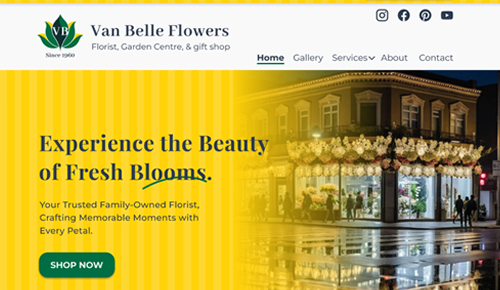 VB
Since 1960
Van Belle Flowers
Florist, Garden Centre, & gift shop
Home Gallery Services About Contact
Experience the Beauty
of Fresh Blooms.
Your Trusted Family-Owned Florist,
Crafting Memorable Moments with
Every Petal.
SHOP NOW